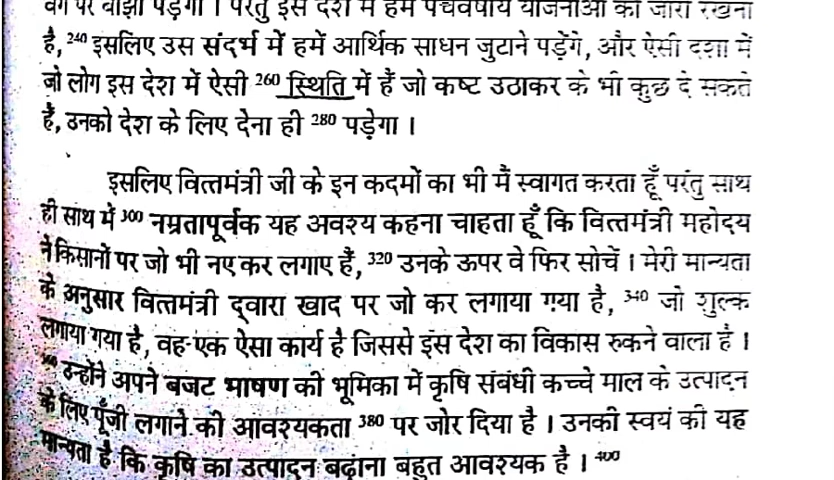 वर्ग पर बोझा पड़ेगा । परंतु इस देश में हमें पंचवर्षीय योजनाओं को जारी रखना
है, 240 इसलिए उस संदर्भ में हमें आर्थिक साधन जुटाने पड़ेंगे, और ऐसी दशा में
जो लोग इस देश में ऐसी 260 स्थिति में हैं जो कष्ट उठाकर के भी कुछ दे सकते
हैं, उनको देश के लिए देना ही 280 पड़ेगा ।
इसलिए वित्तमंत्री जी के इन कदमों का भी मैं स्वागत करता हूँ परंतु साथ
ही साथ में 300 नम्रतापूर्वक यह अवश्य कहना चाहता हूँ कि वित्तमंत्री महोदय
ने किसानों पर जो भी नए कर लगाए हैं, 320 उनके ऊपर वे फिर सोचें । मेरी मान्यता
के अनुसार वित्तमंत्री द्वारा खाद पर जो कर लगाया गया है, 340 जो शुल्क
लगाया गया है, वह एक ऐसा कार्य है जिससे इस देश का विकास रुकने वाला है ।
360 उन्होंने अपने बजट भाषण की भूमिका में कृषि संबंधी कच्चे माल के उत्पादन
के लिए पूँजी लगाने की आवश्यकता 380 पर जोर दिया है । उनकी स्वयं की यह
मान्यता है कि कृषि का उत्पादन बढ़ाना बहुत आवश्यक है । 400